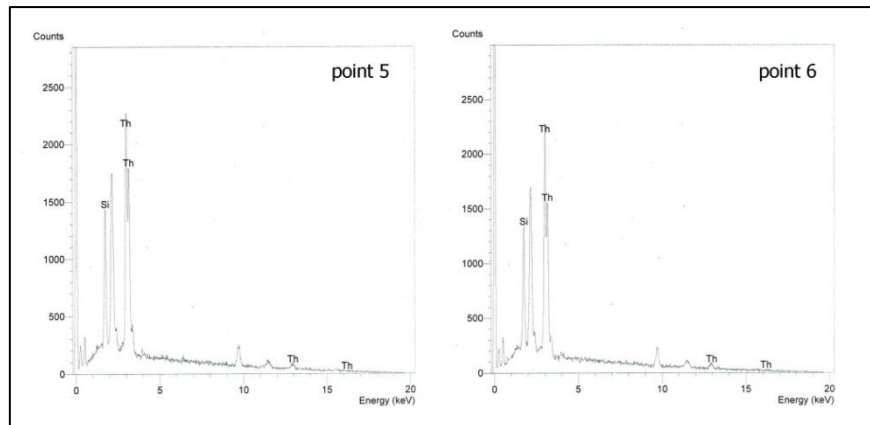 Counts
point 5
2500
Th
2000
Th
Si
1500
1000
500
Th
Th
0
0 5 10 15 20
Energy (keV)
Counts
point 6
2500
Th
2000
Th
Si
1500
1000
500
Th
Th
0
0 5 10 15 20
Energy (keV)